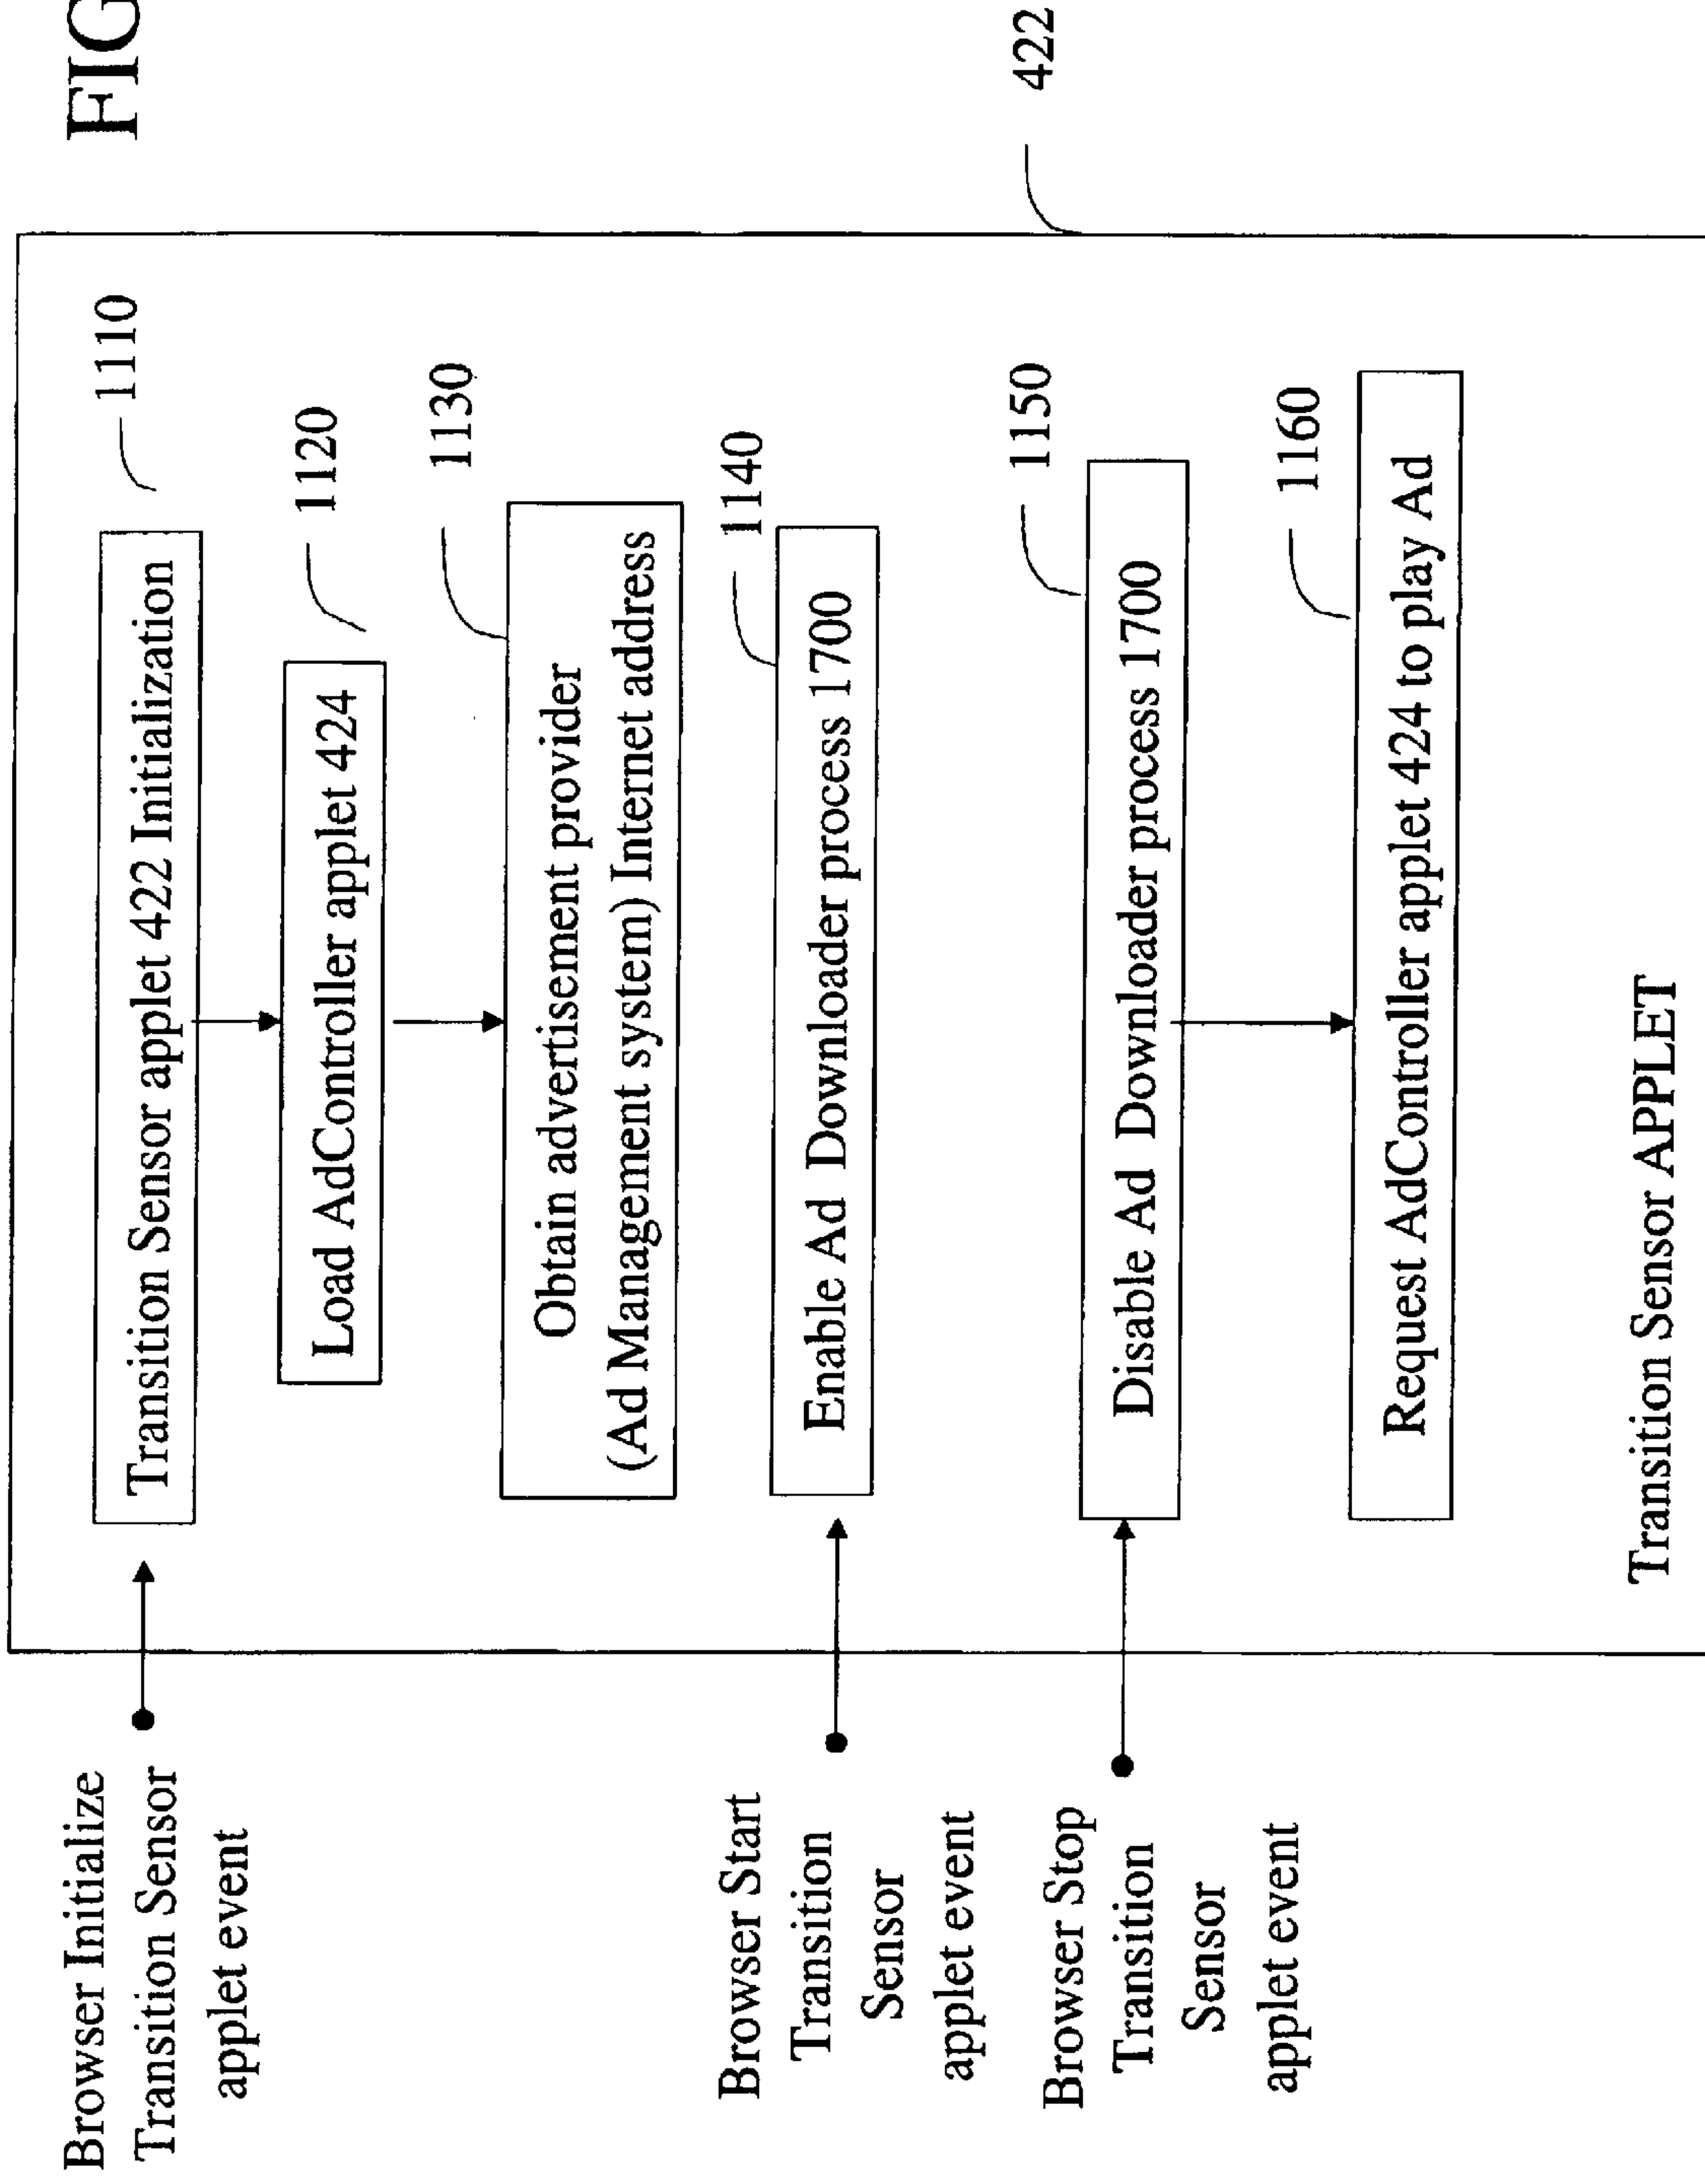 FIG
Browser Initialize
Transition Sensor
applet event
Transition Sensor applet 422 Initialization
1110
Load AdController applet 424
1120
Obtain advertisement provider
(Ad Management system) Internet address
1130
Browser Start
Transition
Sensor
applet event
Enable Ad Downloader process 1700
1140
Browser Stop
Transition
Sensor
applet event
Disable Ad Downloader process 1700
1150
422
Request AdController applet 424 to play Ad
1160
Transition Sensor APPLET